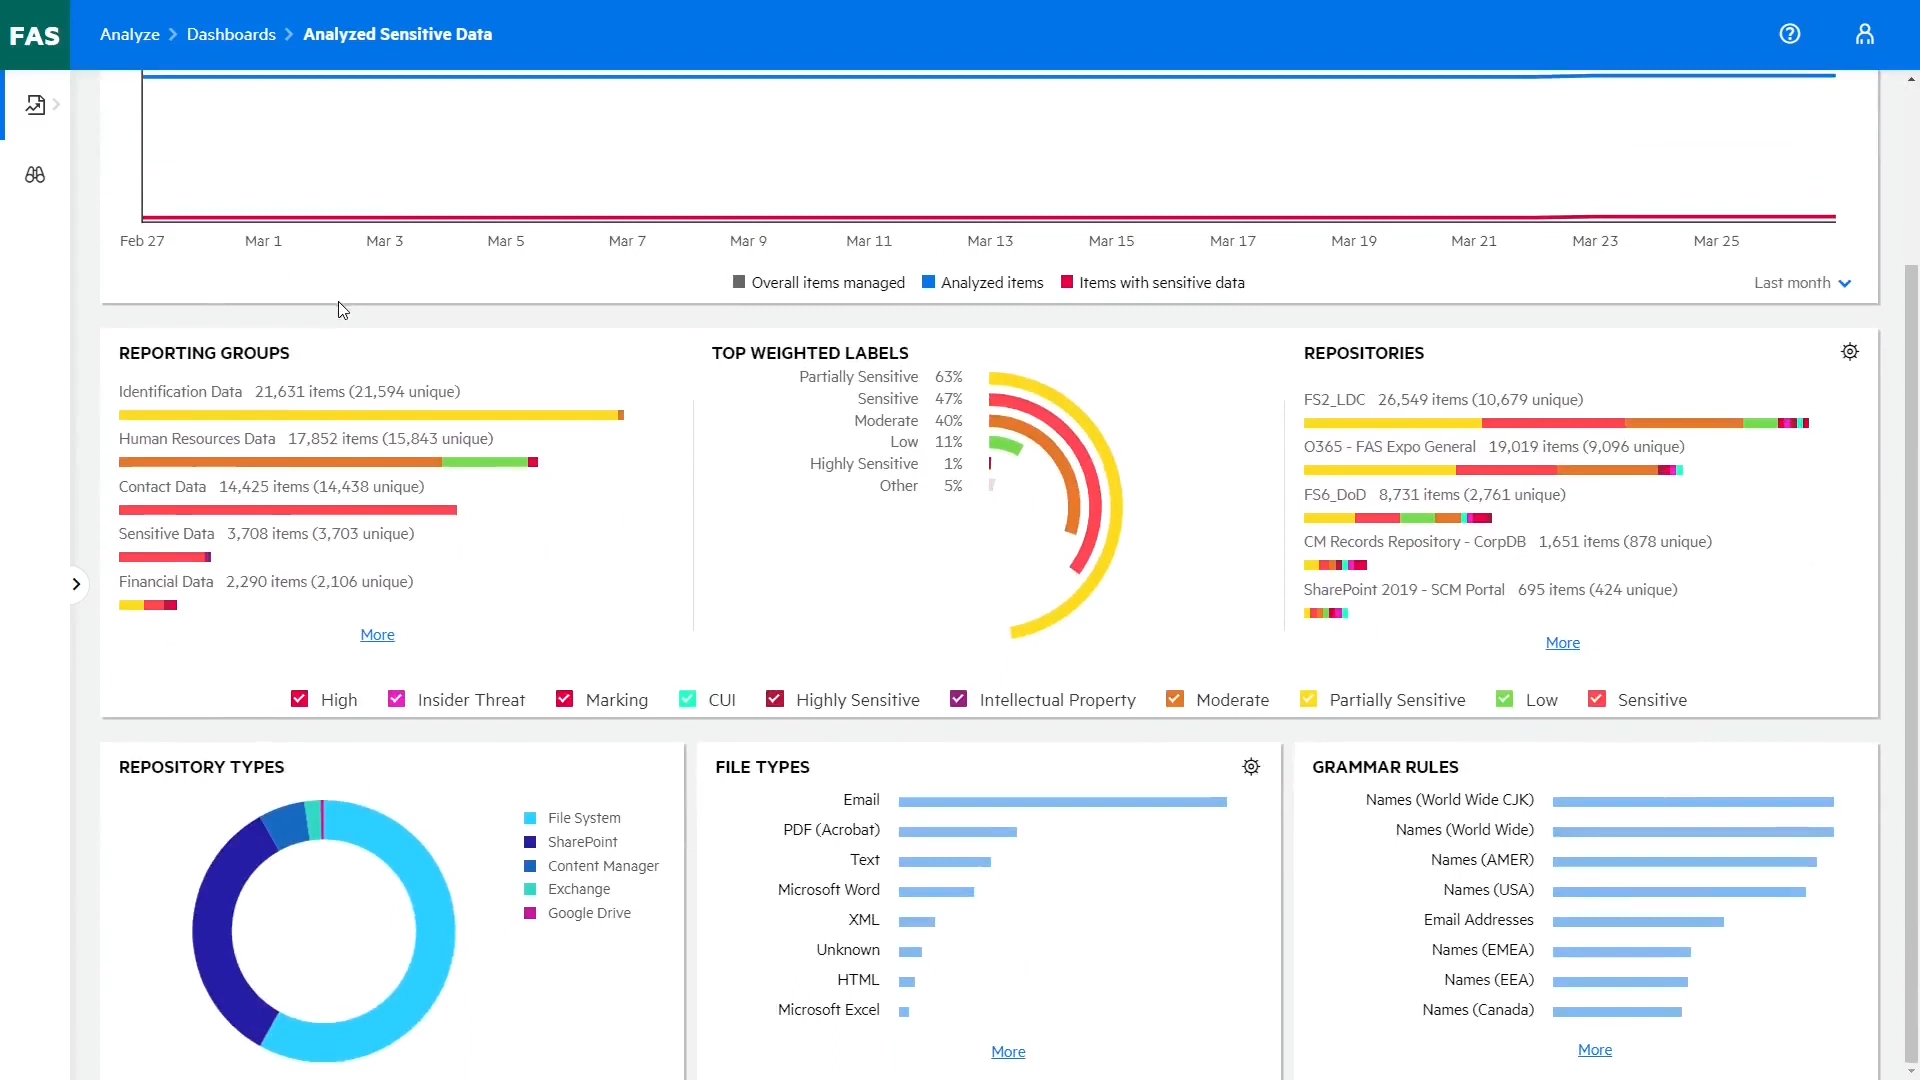 FAS
Analyze > Dashboards > Analyzed Sensitive Data
Feb 27 Mar 1 Mar 3 Mar 5 Mar 7 Mar 9 Mar 11 Mar 13 Mar 15 Mar 17 Mar 19 Mar 21 Mar 23 Mar 25
Overall items managed Analyzed items Items with sensitive data
Last month
REPORTING GROUPS
Identification Data 21,631 items (21,594 unique)
Human Resources Data 17,852 items (15,843 unique)
Contact Data 14,425 items (14,438 unique)
Sensitive Data 3,708 items (3,703 unique)
Financial Data 2,290 items (2,106 unique)
More
TOP WEIGHTED LABELS
Partially Sensitive 63%
Sensitive 47%
Moderate 40%
Low 11%
Highly Sensitive 1%
Other 5%
REPOSITORIES
FS2_LDC 26,549 items (10,679 unique)
O365 - FAS Expo General 19,019 items (9,096 unique)
FS6_DoD 8,731 items (2,761 unique)
CM Records Repository - CorpDB 1,651 items (878 unique)
SharePoint 2019 - SCM Portal 695 items (424 unique)
More
High Insider Threat Marking CUI Highly Sensitive Intellectual Property Moderate Partially Sensitive Low Sensitive
REPOSITORY TYPES
File System
SharePoint
Content Manager
Exchange
Google Drive
FILE TYPES
Email
PDF (Acrobat)
Text
Microsoft Word
XML
Unknown
HTML
Microsoft Excel
More
GRAMMAR RULES
Names (World Wide CJK)
Names (World Wide)
Names (AMER)
Names (USA)
Email Addresses
Names (EMEA)
Names (EEA)
Names (Canada)
More